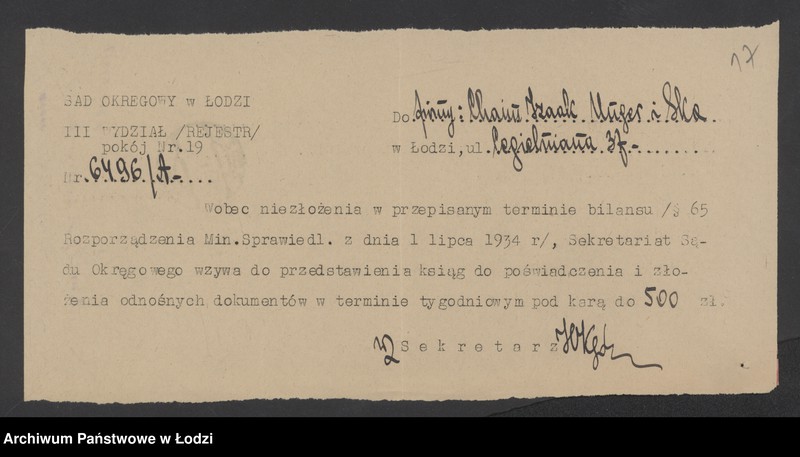 17
SAD OKRĘGOWY w ŁODZI
III WYDZIAŁ /REJESTR/
pokój Nr.19
Nr. 6496/A-....
Do firmy: Chaim Izaak Unger i Ska.
w Łodzi,ul. Cegielniana 37-........
Wobec niezłożenia w przepisanym terminie bilansu /§ 65
Rozporządzenia Min.Sprawiedl. z dnia 1 lipca 1934 r/, Sekretariat Są-
du Okręgowego wzywa do przedstawienia ksiąg do poświadczenia i zło-
żenia odnośnych dokumentów w terminie tygodniowym pod karą do 500 zł.
Sekretarz
Archiwum Państwowe w Łodzi